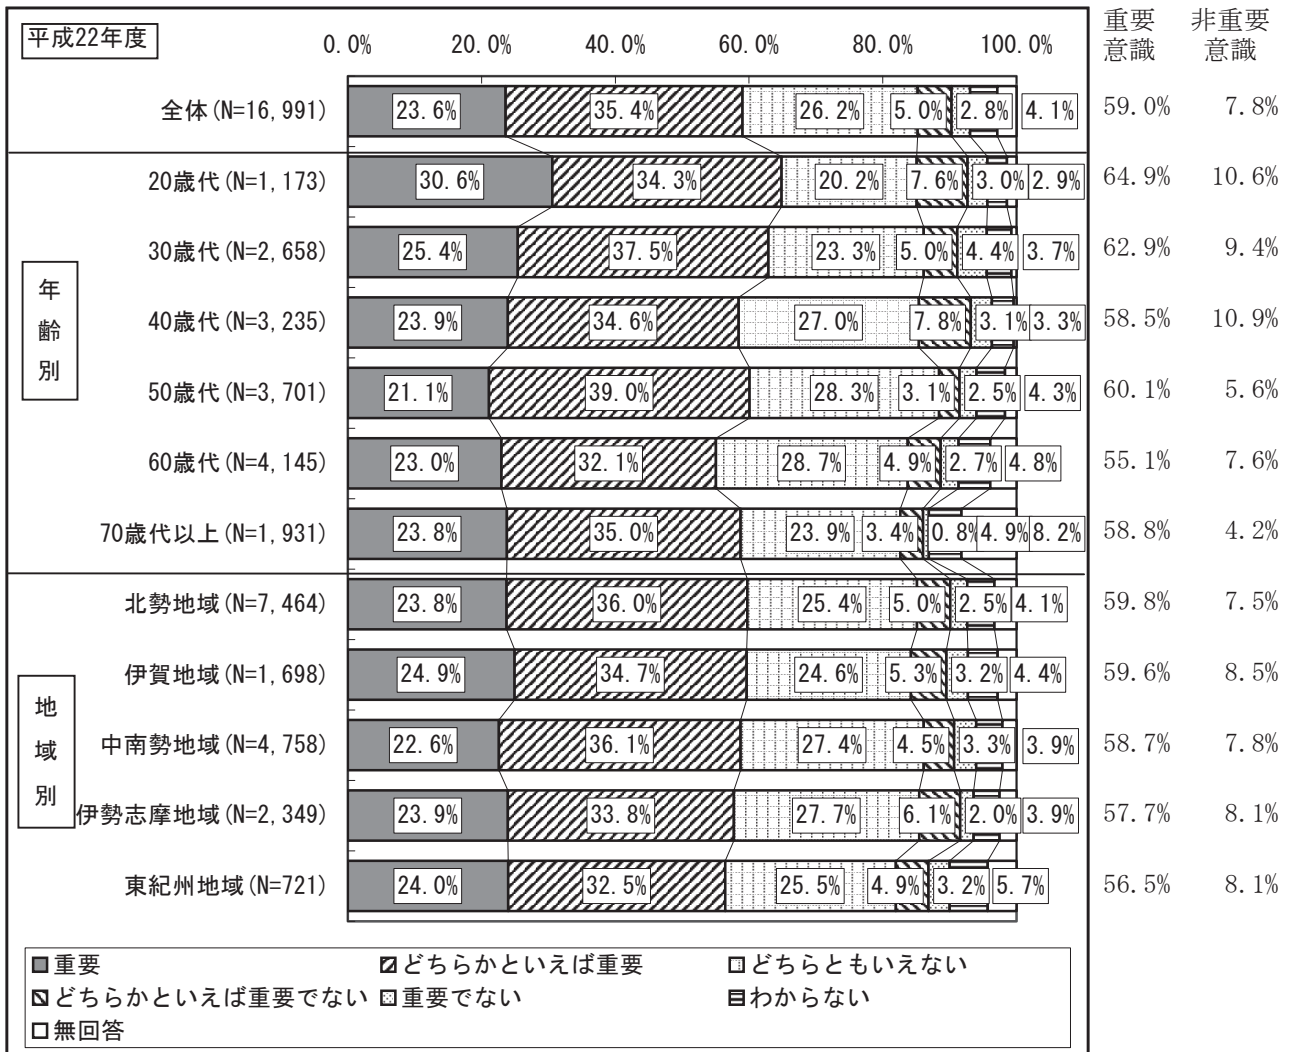 平成22年度
0.0% 20.0% 40.0% 60.0% 80.0% 100.0%
重要意識 非重要意識
全体(N=16,991) 23.6% 35.4% 26.2% 5.0% 2.8% 4.1% 59.0% 7.8%
年齢別
20歳代(N=1,173) 30.6% 34.3% 20.2% 7.6% 3.0% 2.9% 64.9% 10.6%
30歳代(N=2,658) 25.4% 37.5% 23.3% 5.0% 4.4% 3.7% 62.9% 9.4%
40歳代(N=3,235) 23.9% 34.6% 27.0% 7.8% 3.1% 3.3% 58.5% 10.9%
50歳代(N=3,701) 21.1% 39.0% 28.3% 3.1% 2.5% 4.3% 60.1% 5.6%
60歳代(N=4,145) 23.0% 32.1% 28.7% 4.9% 2.7% 4.8% 55.1% 7.6%
70歳代以上(N=1,931) 23.8% 35.0% 23.9% 3.4% 0.8% 4.9% 8.2% 58.8% 4.2%
地域別
北勢地域(N=7,464) 23.8% 36.0% 25.4% 5.0% 2.5% 4.1% 59.8% 7.5%
伊賀地域(N=1,698) 24.9% 34.7% 24.6% 5.3% 3.2% 4.4% 59.6% 8.5%
中南勢地域(N=4,758) 22.6% 36.1% 27.4% 4.5% 3.3% 3.9% 58.7% 7.8%
伊勢志摩地域(N=2,349) 23.9% 33.8% 27.7% 6.1% 2.0% 3.9% 57.7% 8.1%
東紀州地域(N=721) 24.0% 32.5% 25.5% 4.9% 3.2% 5.7% 56.5% 8.1%
重要 どちらかといえば重要 どちらともいえない
どちらかといえば重要でない 重要でない わからない
無回答